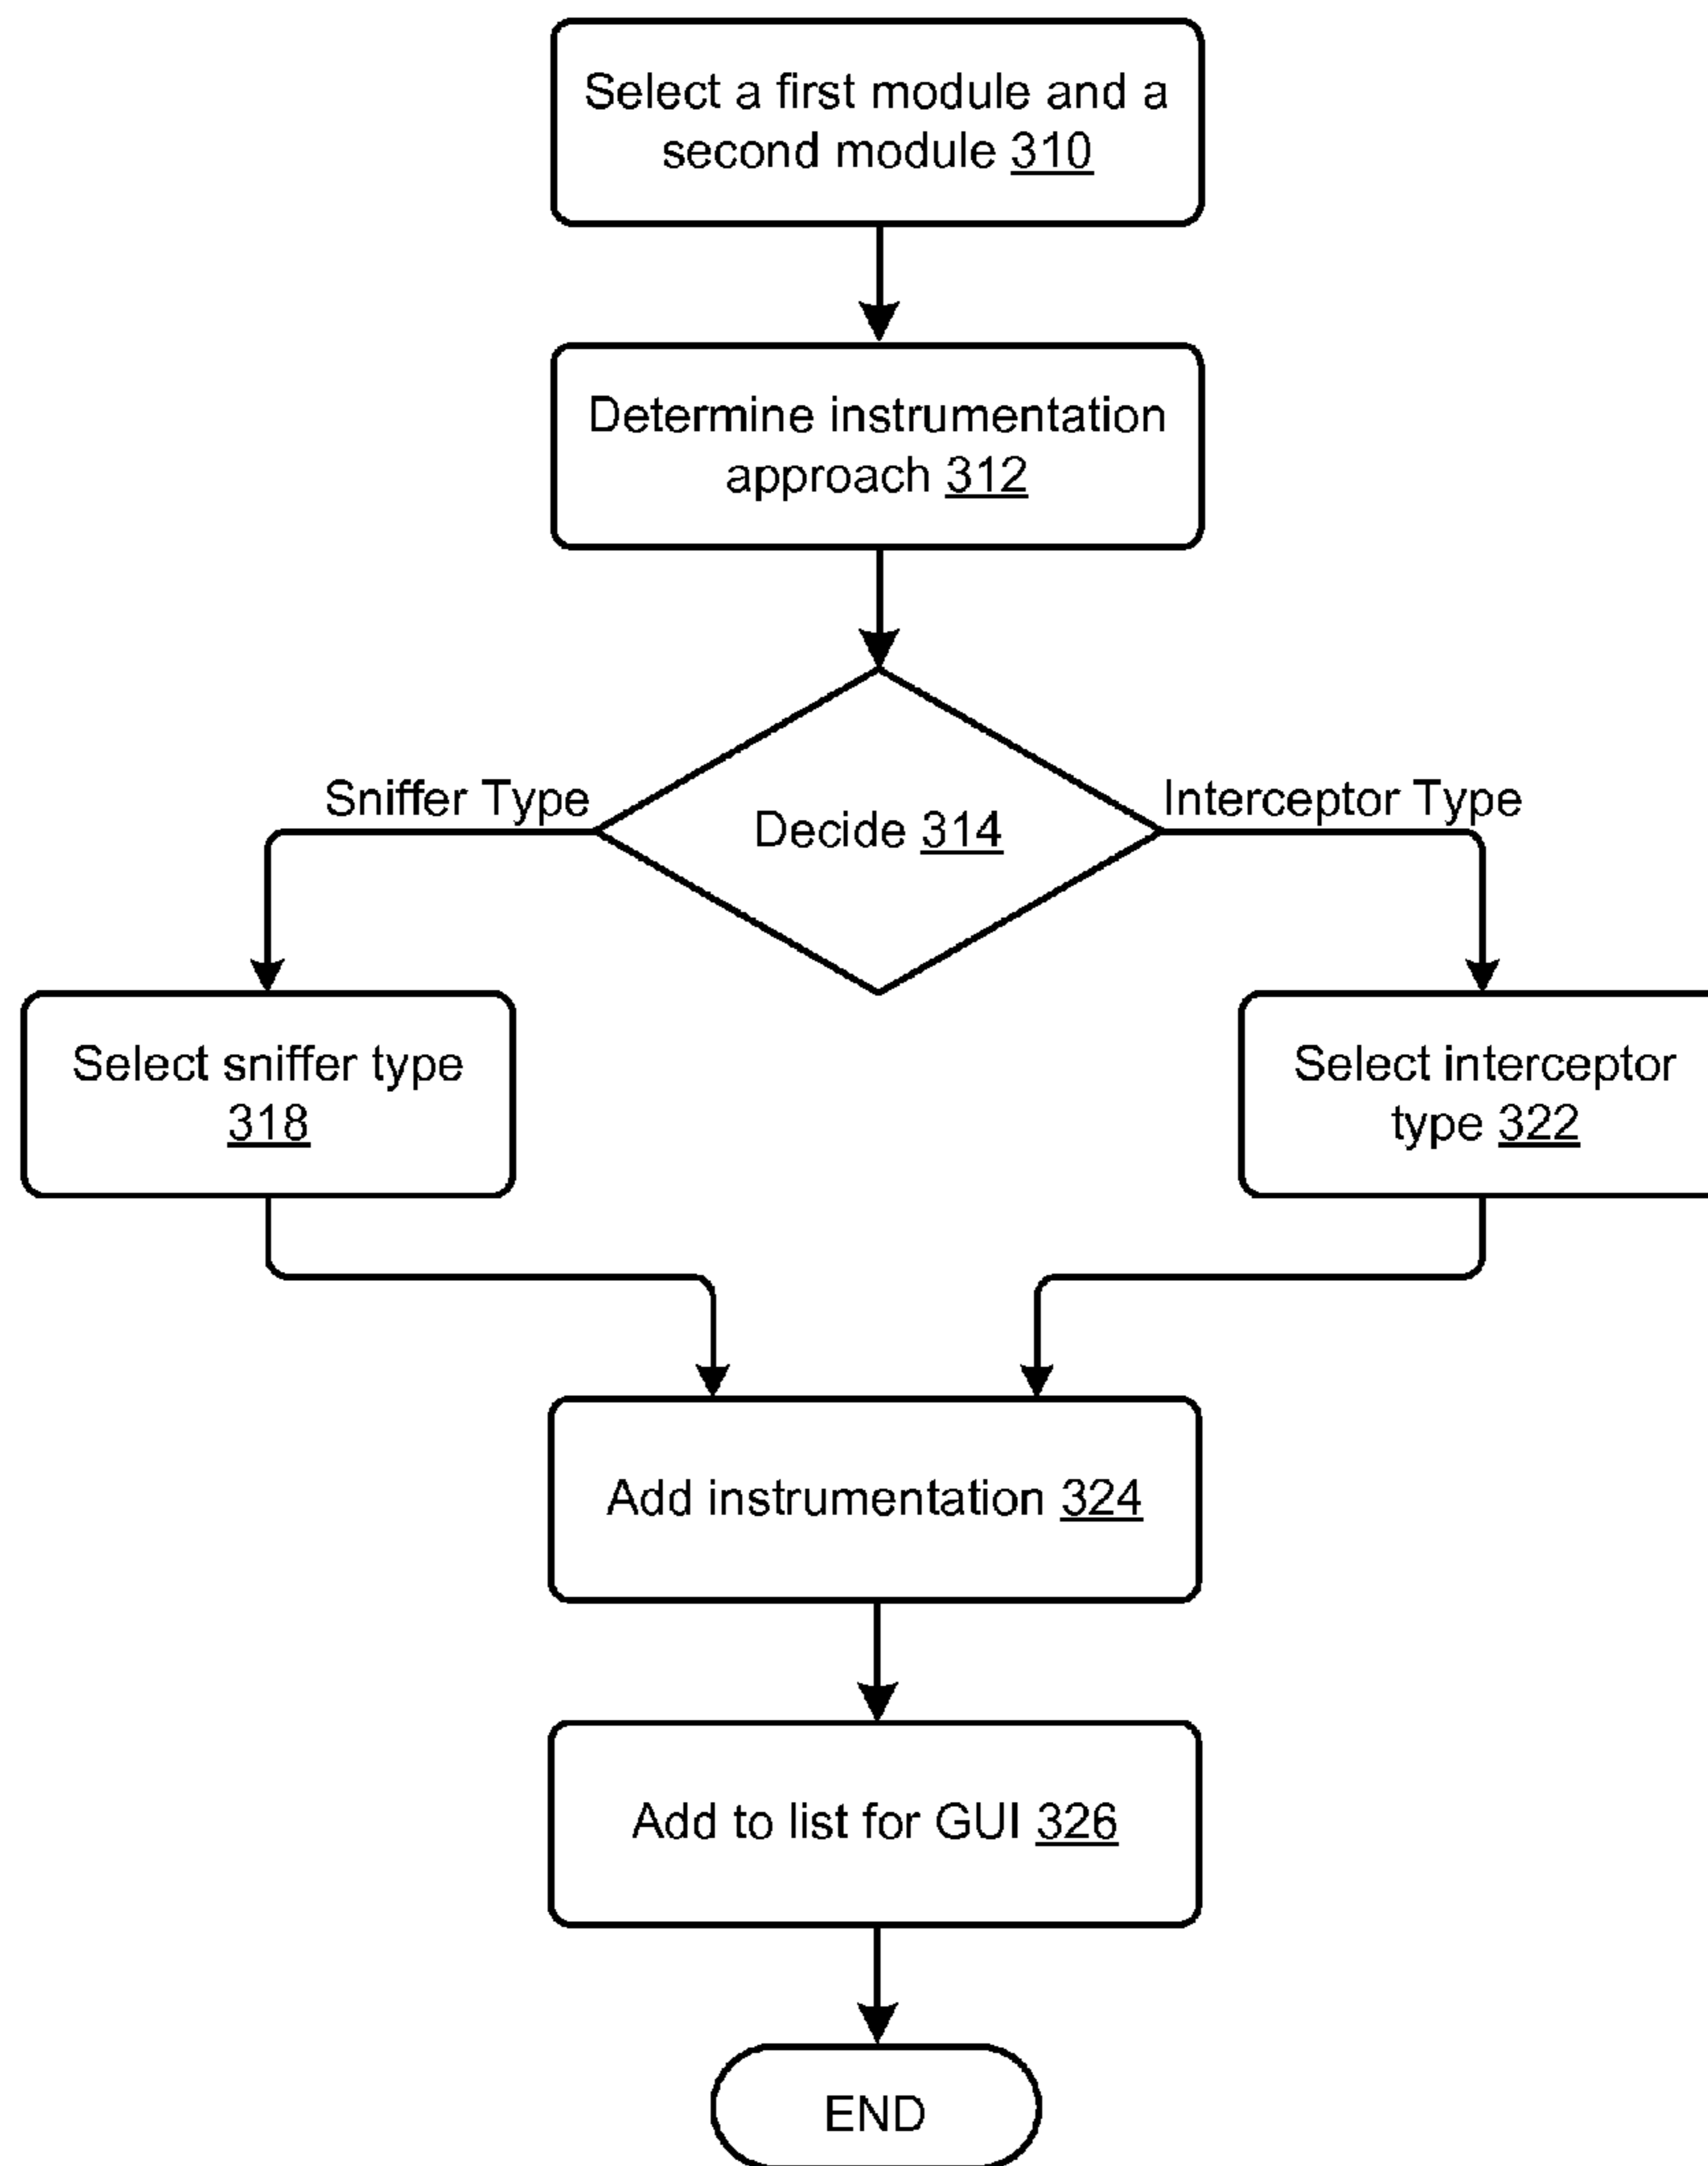 Select a first module and a
second module 310
Determine instrumentation
approach 312
Sniffer Type
Decide 314
Interceptor Type
Select sniffer type
318
Select interceptor
type 322
Add instrumentation 324
Add to list for GUI 326
END